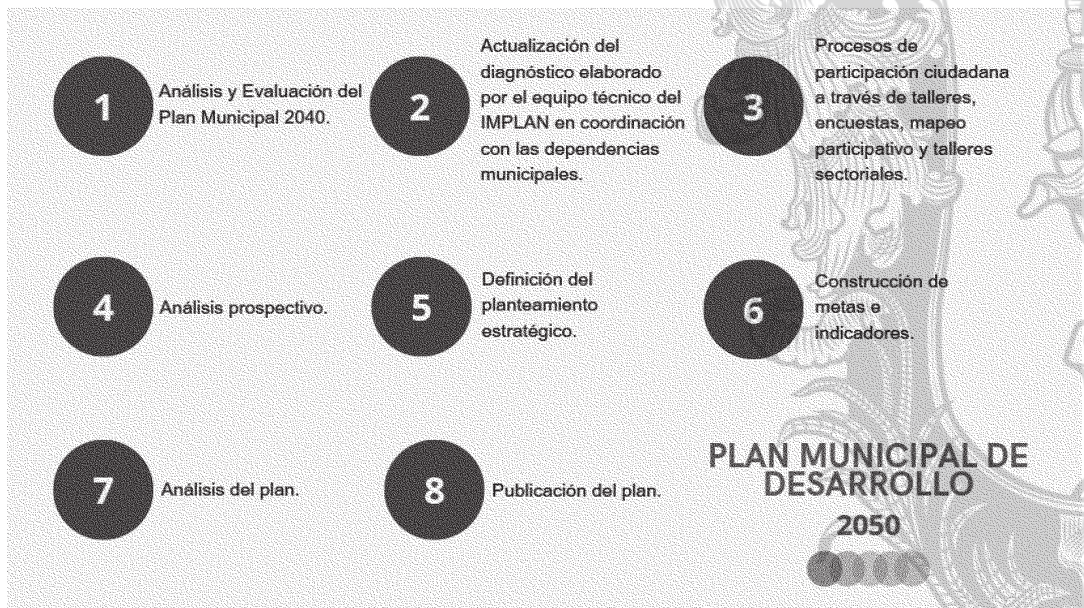 1
Análisis y Evaluación del
Plan Municipal 2040.
2
Actualización del
diagnóstico elaborado
por el equipo técnico del
IMPLAN en coordinación
con las dependencias
municipales.
3
Procesos de
participación ciudadana
a través de talleres,
encuestas, mapeo
participativo y talleres
sectoriales.
4
Análisis prospectivo.
5
Definición del
planteamiento
estratégico.
6
Construcción de
metas e
indicadores.
7
Análisis del plan.
8
Publicación del plan.
PLAN MUNICIPAL DE
DESARROLLO
2050